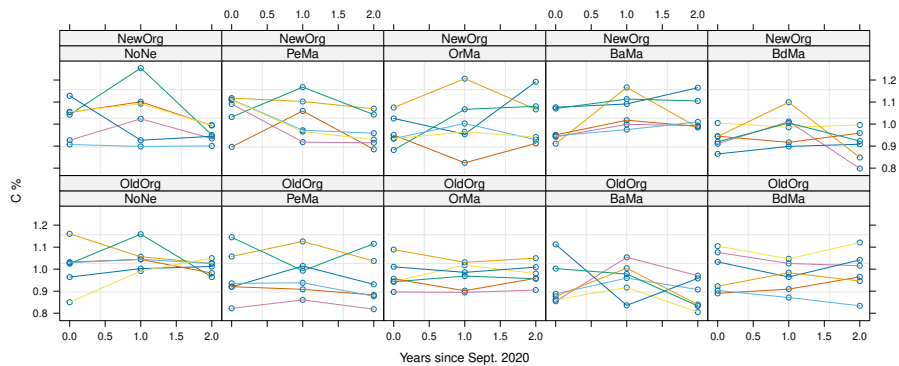 0.0 0.5 1.0 1.5 2.0 0.0 0.5 1.0 1.5 2.0
NewOrg NewOrg NewOrg NewOrg NewOrg
NoNe PeMa OrMa BaMa BdMa
1.2
1.1
1.0
0.9
0.8
C %
OldOrg OldOrg OldOrg OldOrg OldOrg
NoNe PeMa OrMa BaMa BdMa
1.2
1.1
1.0
0.9
0.8
0.0 0.5 1.0 1.5 2.0 0.0 0.5 1.0 1.5 2.0 0.0 0.5 1.0 1.5 2.0
Years since Sept. 2020